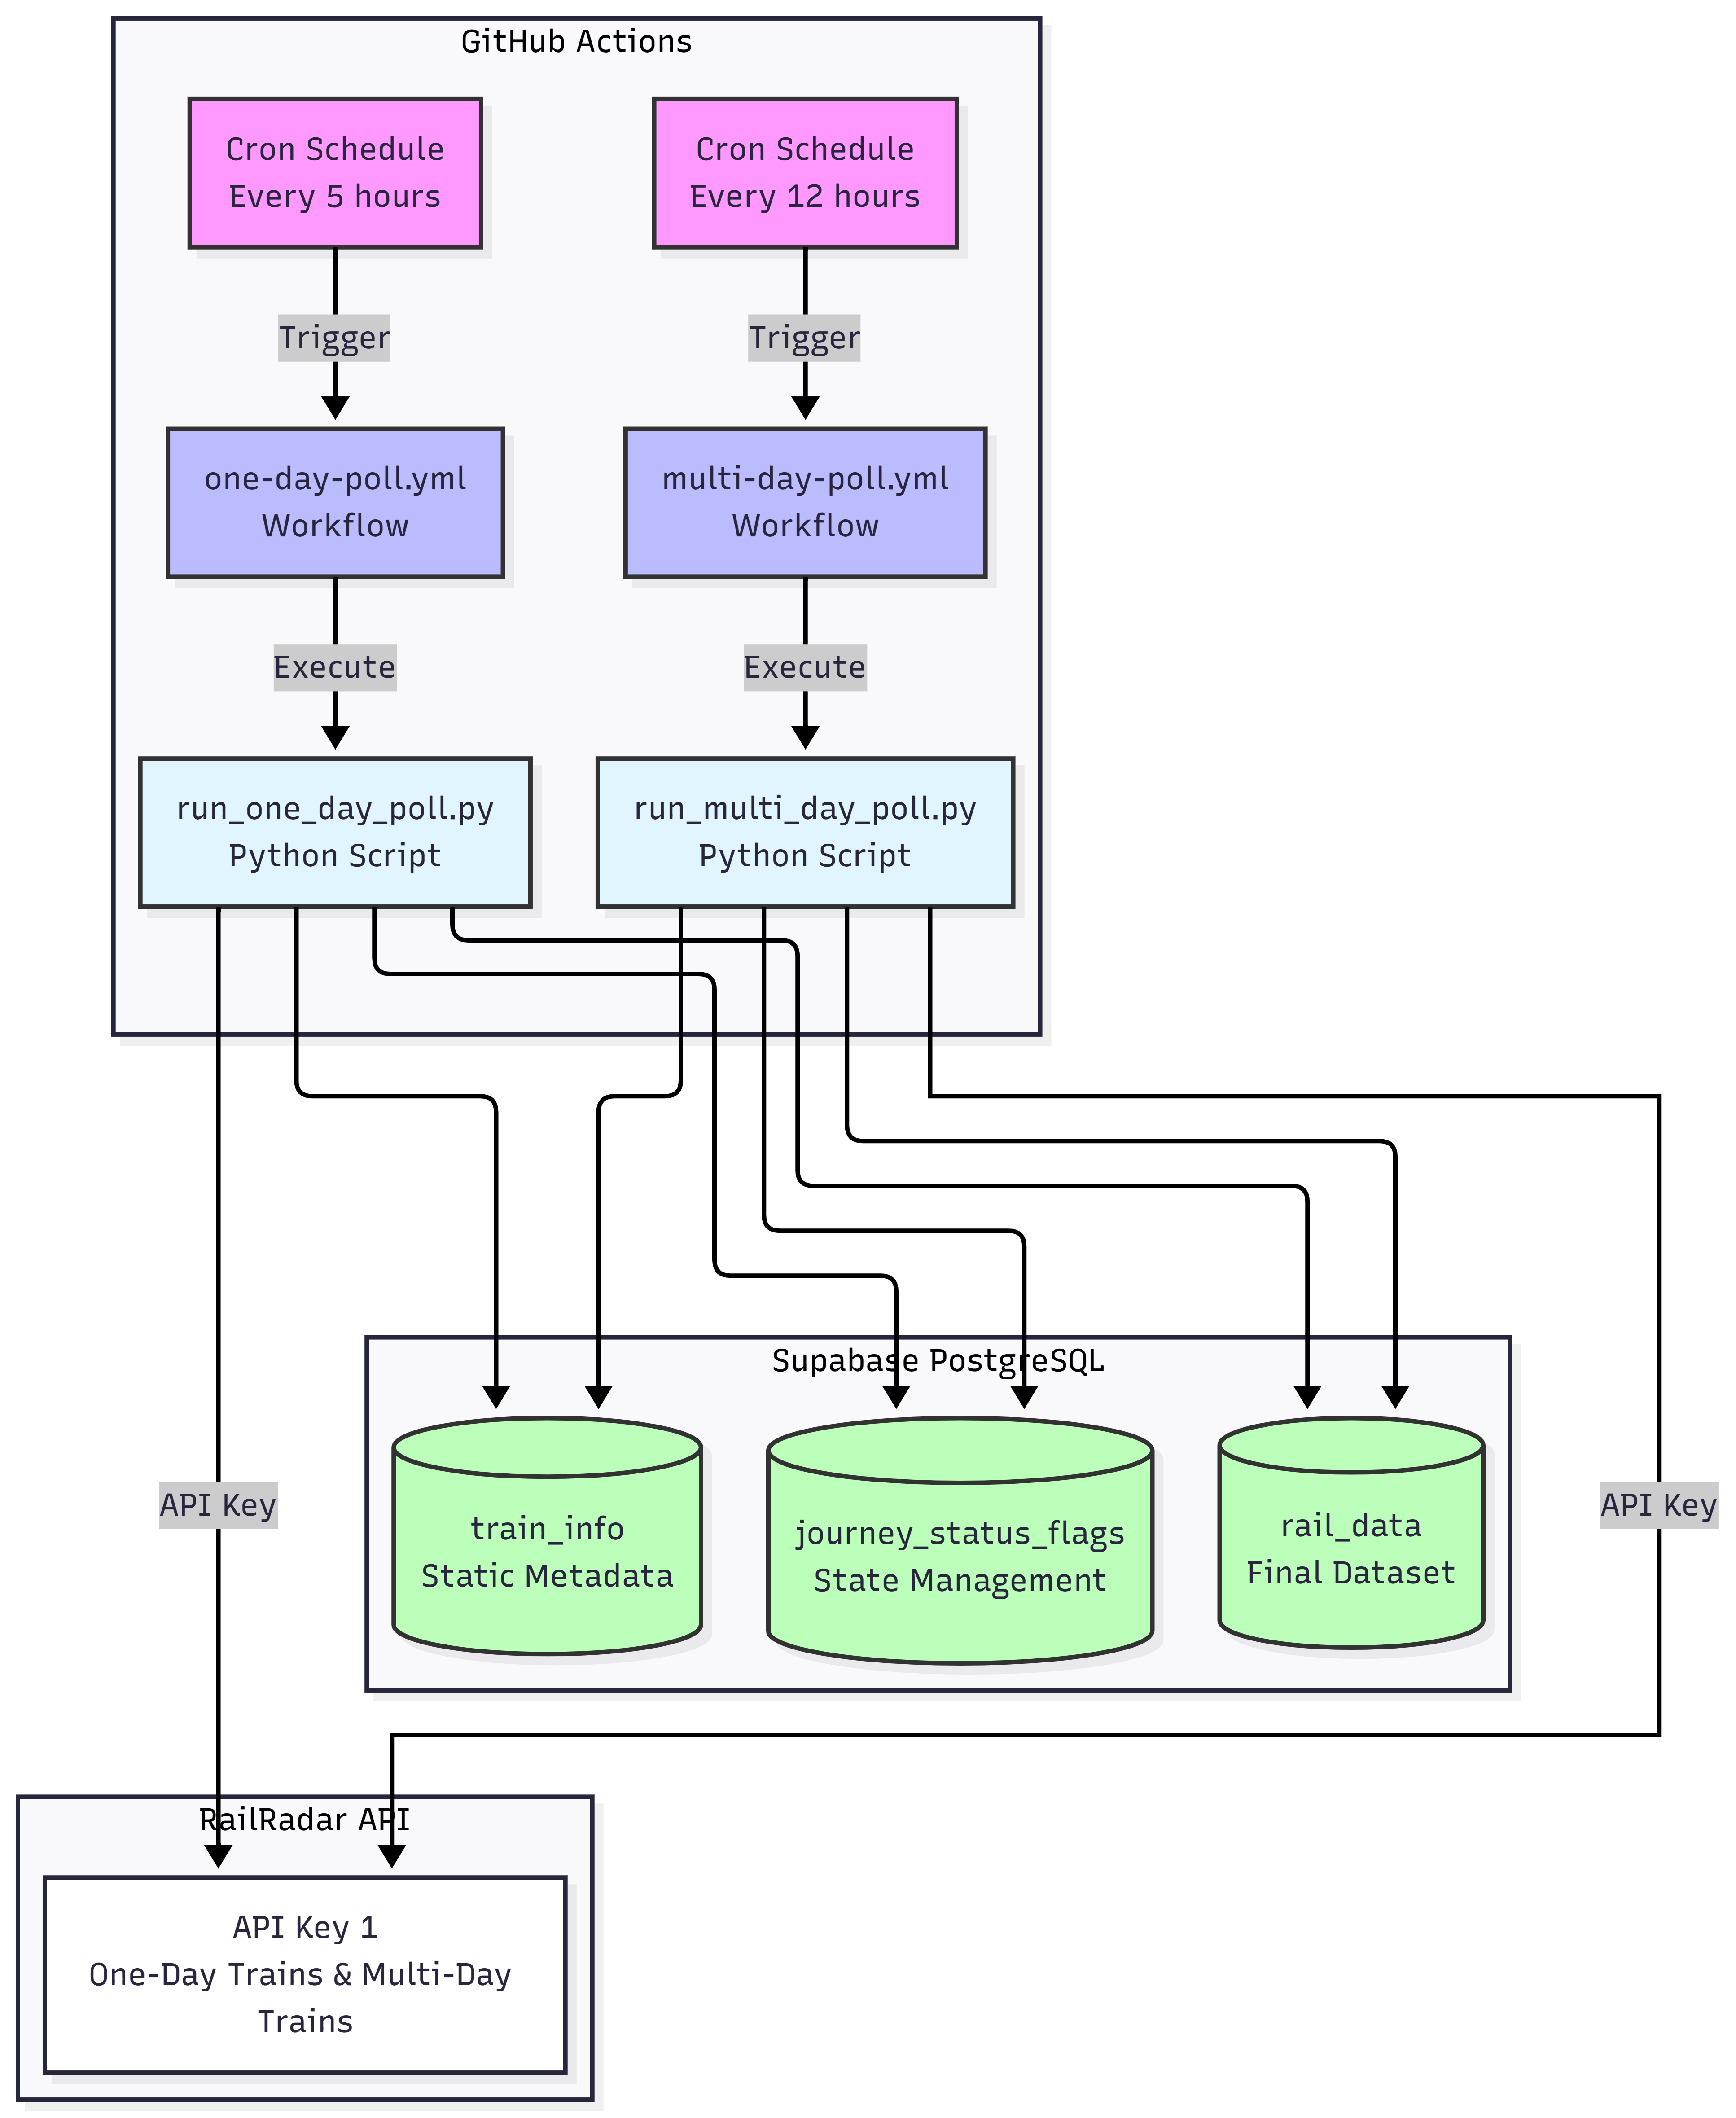 GitHub Actions
Cron Schedule
Every 5 hours
Cron Schedule
Every 12 hours
Trigger
Trigger
one-day-poll.yml
Workflow
multi-day-poll.yml
Workflow
Execute
Execute
run_one_day_poll.py
Python Script
run_multi_day_poll.py
Python Script
Supabase PostgreSQL
API Key
train_info
Static Metadata
journey_status_flags
State Management
rail_data
Final Dataset
API Key
RailRadar API
API Key 1
One-Day Trains & Multi-Day
Trains